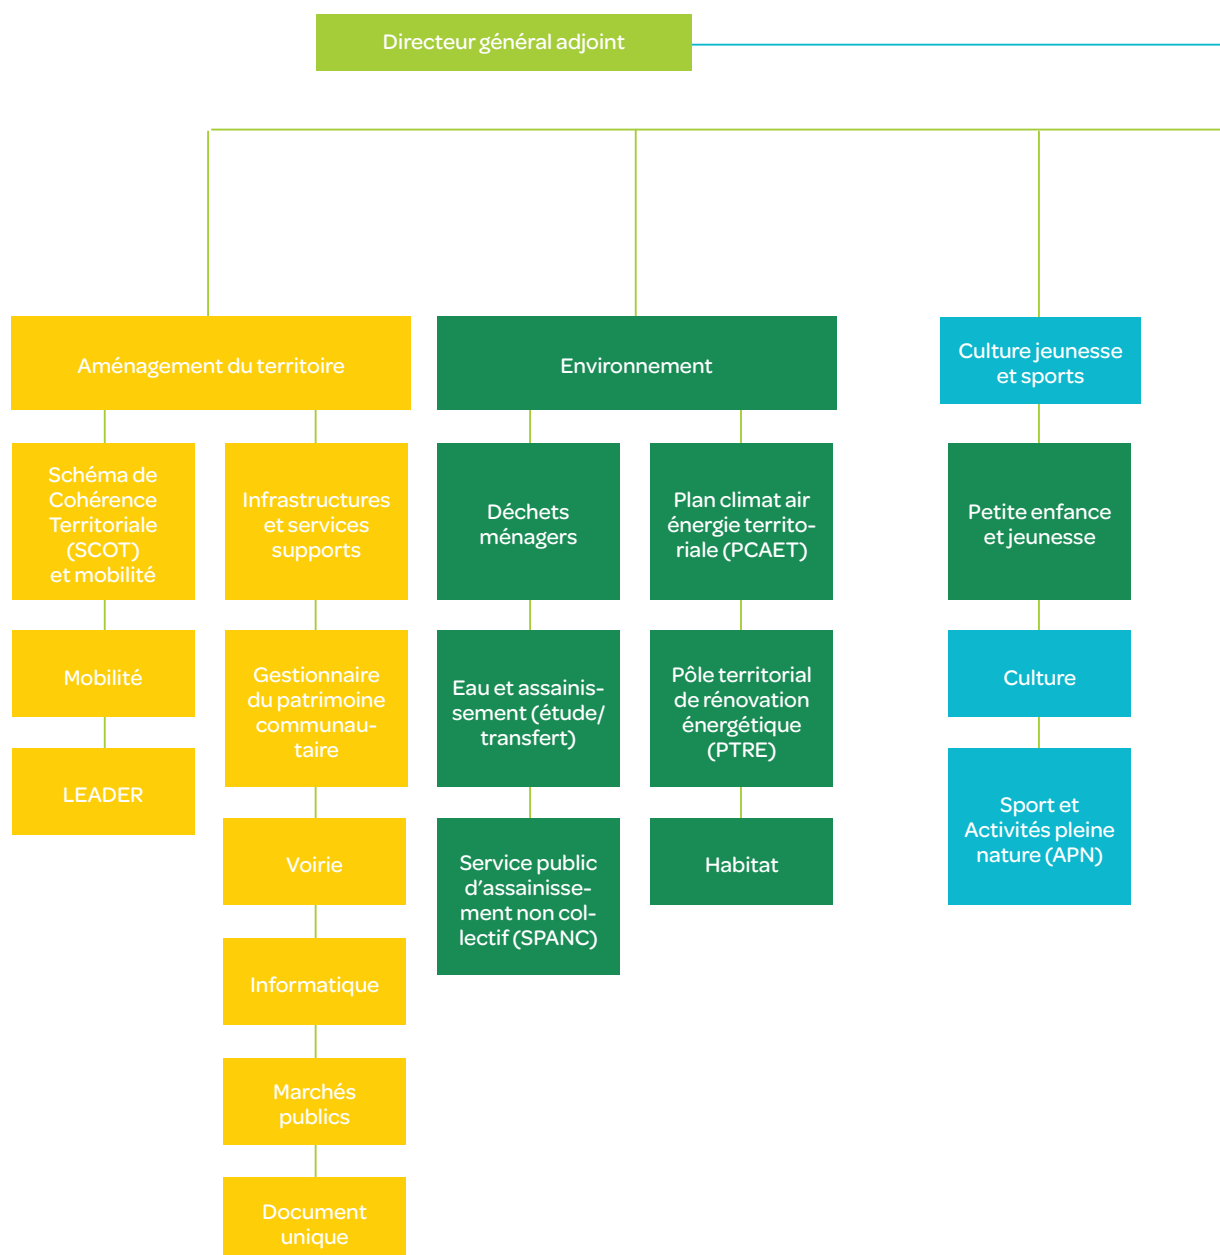 Directeur général adjoint
Aménagement du territoire
Schéma de
Cohérence
Territoriale
(SCOT)
et mobilité
Mobilité
LEADER
Infrastructures
et services
supports
Gestionnaire
du patrimoine
communau-
taire
Voirie
Informatique
Marchés
publics
Document
unique
Environnement
Déchets
ménagers
Eau et assainis-
sement (étude/
transfert)
Service public
d'assainisse-
ment non col-
lectif (SPANC)
Plan climat air
énergie territo-
riale (PCAET)
Pôle territorial
de rénovation
énergétique
(PTRE)
Habitat
Culture jeunesse
et sports
Petite enfance
et jeunesse
Culture
Sport et
Activités pleine
nature (APN)